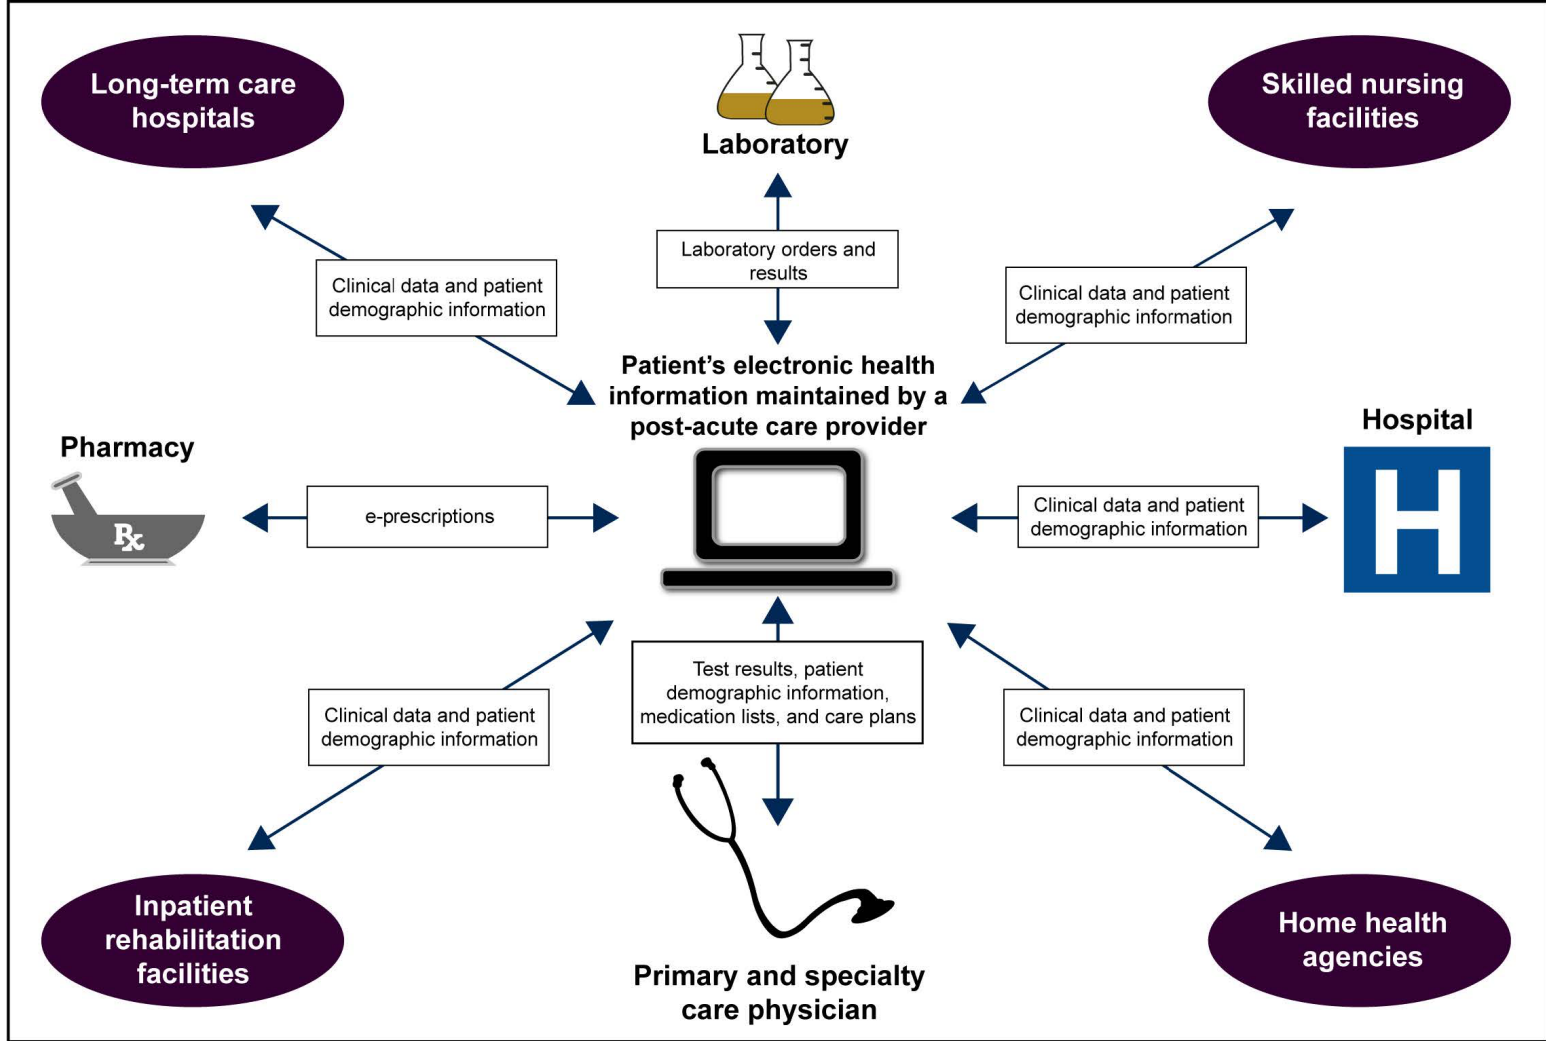 Long-term care
hospitals
Laboratory
Skilled nursing
facilities
Clinical data and patient
demographic information
Laboratory orders and
results
Clinical data and patient
demographic information
Patient's electronic health
information maintained by a
post-acute care provider
Pharmacy
Rx
e-prescriptions
Clinical data and patient
demographic information
Hospital
H
Clinical data and patient
demographic information
Test results, patient
demographic information,
medication lists, and care plans
Clinical data and patient
demographic information
Inpatient
rehabilitation
facilities
Primary and specialty
care physician
Home health
agencies